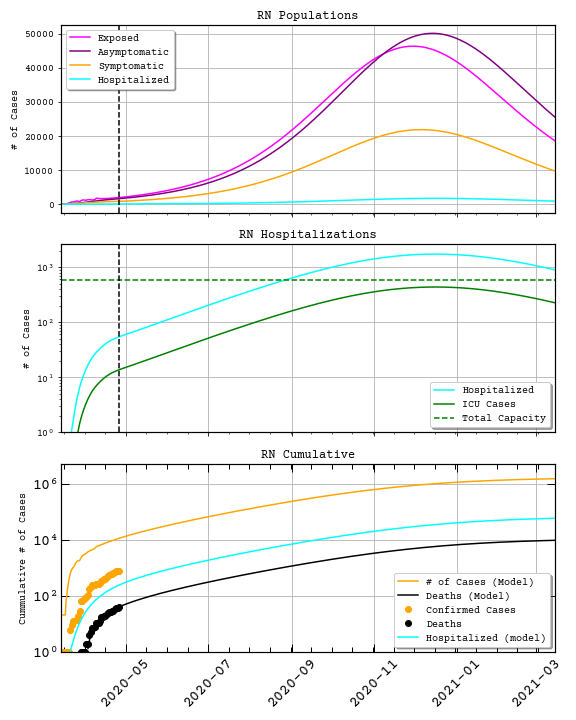 RN Populations
50000
40000
30000
20000
10000
0
# of Cases
Exposed
Asymptomatic
Symptomatic
Hospitalized
RN Hospitalizations
10³
10²
10¹
10⁰
# of Cases
Hospitalized
ICU Cases
Total Capacity
RN Cumulative
10⁶
10⁴
10²
10⁰
Cummulative # of Cases
# of Cases (Model)
Deaths (Model)
Confirmed Cases
Deaths
Hospitalized (model)
2020-05
2020-07
2020-09
2020-11
2021-01
2021-03